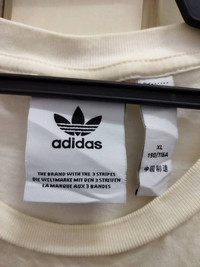 adidas
THE BRAND WITH THE 3 STRIPES
DIE WELTMARKE MIT DEN 3 STREIFEN
LA MARQUE AUX 3 BANDES
XL